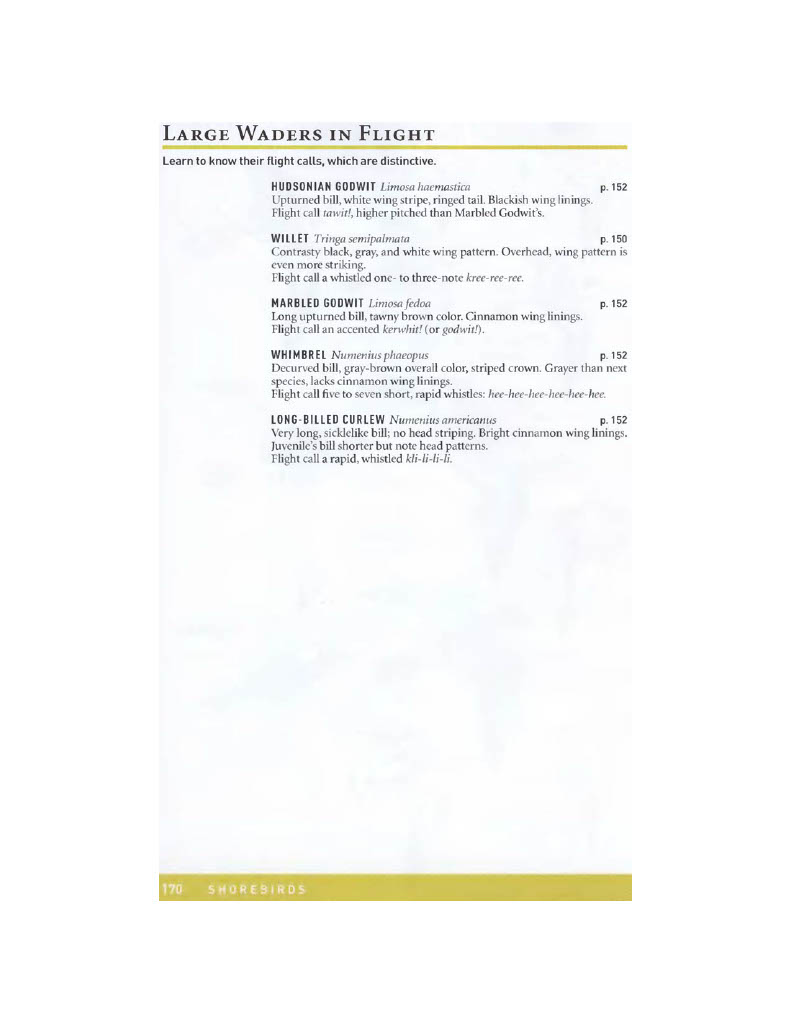 LARGE WADERS IN FLIGHT
Learn to know their flight calls, which are distinctive.
HUDSONIAN GODWIT Limosa haemastica p. 152
Upturned bill, white wing stripe, ringed tail. Blackish wing linings.
Flight call tawit!, higher pitched than Marbled Godwit's.
WILLET Tringa semipalmata p. 150
Contrasty black, gray, and white wing pattern. Overhead, wing pattern is
even more striking.
Flight call a whistled one- to three-note kree-ree-ree.
MARBLED GODWIT Limosa fedoa p. 152
Long upturned bill, tawny brown color. Cinnamon wing linings.
Flight call an accented kerwhit! (or godwit!).
WHIMBREL Numenius phaeopus p. 152
Decurved bill, gray-brown overall color, striped crown. Grayer than next
species, lacks cinnamon wing linings.
Flight call five to seven short, rapid whistles: hee-hee-hee-hee-hee-hee.
LONG-BILLED CURLEW Numenius americanus p. 152
Very long, sicklelike bill; no head striping. Bright cinnamon wing linings.
Juvenile's bill shorter but note head patterns.
Flight call a rapid, whistled kli-li-li-li.
170 SHOREBIRDS